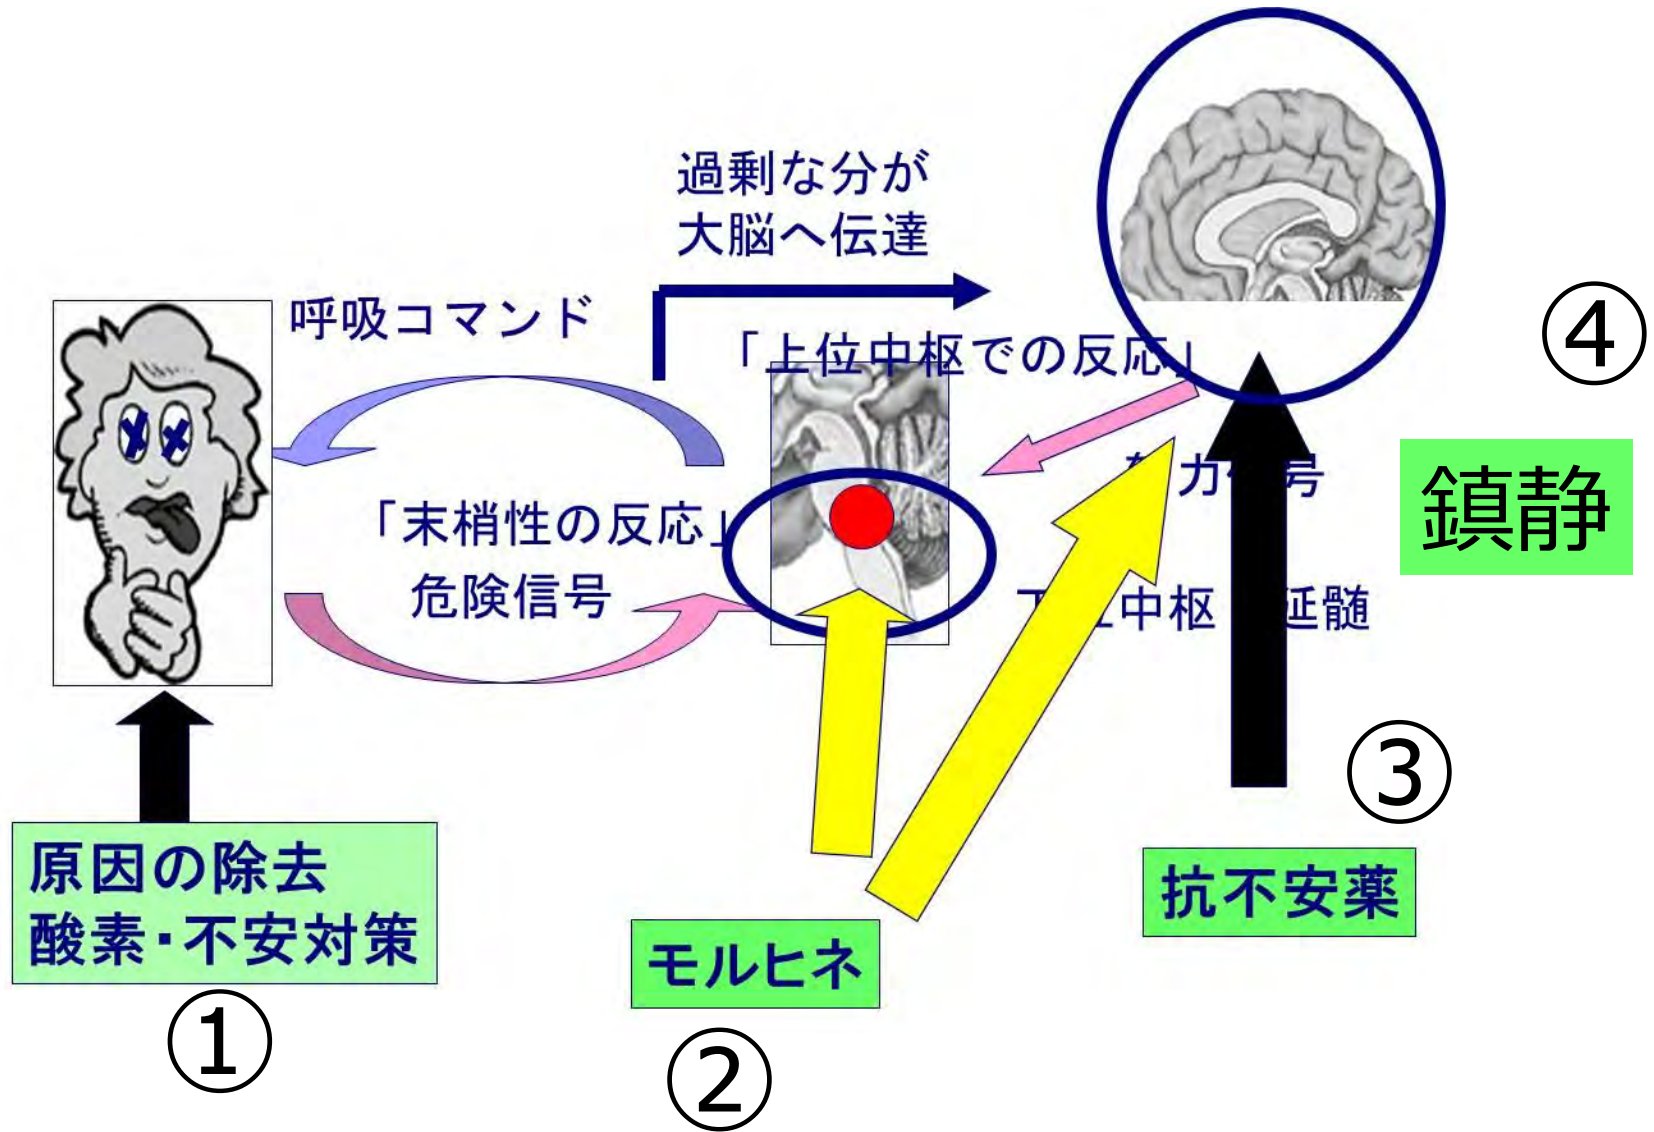 過剰な分が
大脳へ伝達
呼吸コマンド
「上位中枢での反応」
④
鎮静
「末梢性の反応」
危険信号
力 号
中枢 延髄
③
原因の除去
酸素・不安対策
抗不安薬
モルヒネ
①
②